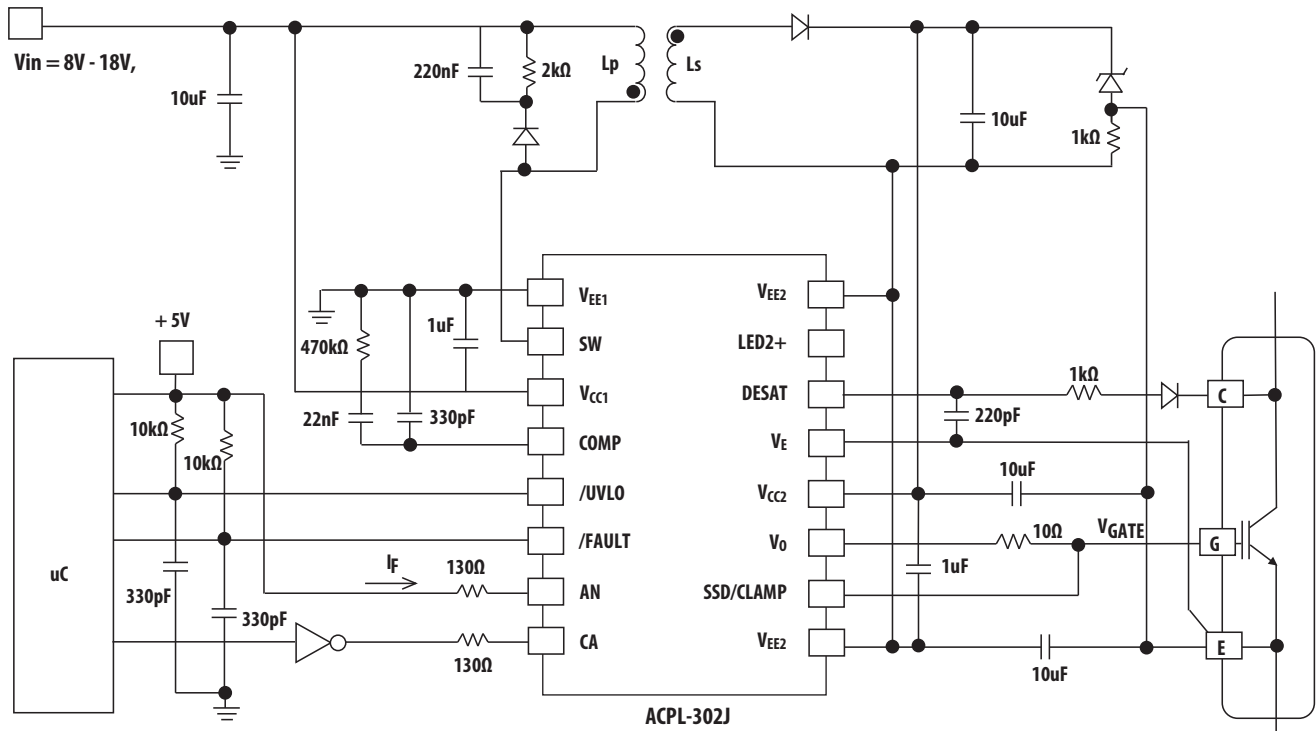 Vin = 8V - 18V,
10uF
220nF
2kΩ
Lp
Ls
10uF
1kΩ
+ 5V
470kΩ
1uF
22nF
330pF
10kΩ
10kΩ
uC
330pF
330pF
IF
130Ω
130Ω
VEE1
SW
VCC1
COMP
/UVLO
/FAULT
AN
CA
VEE2
LED2+
DESAT
VE
VCC2
VO
SSD/CLAMP
VEE2
ACPL-302J
1kΩ
220pF
10uF
10Ω
VGATE
1uF
10uF
C
G
E